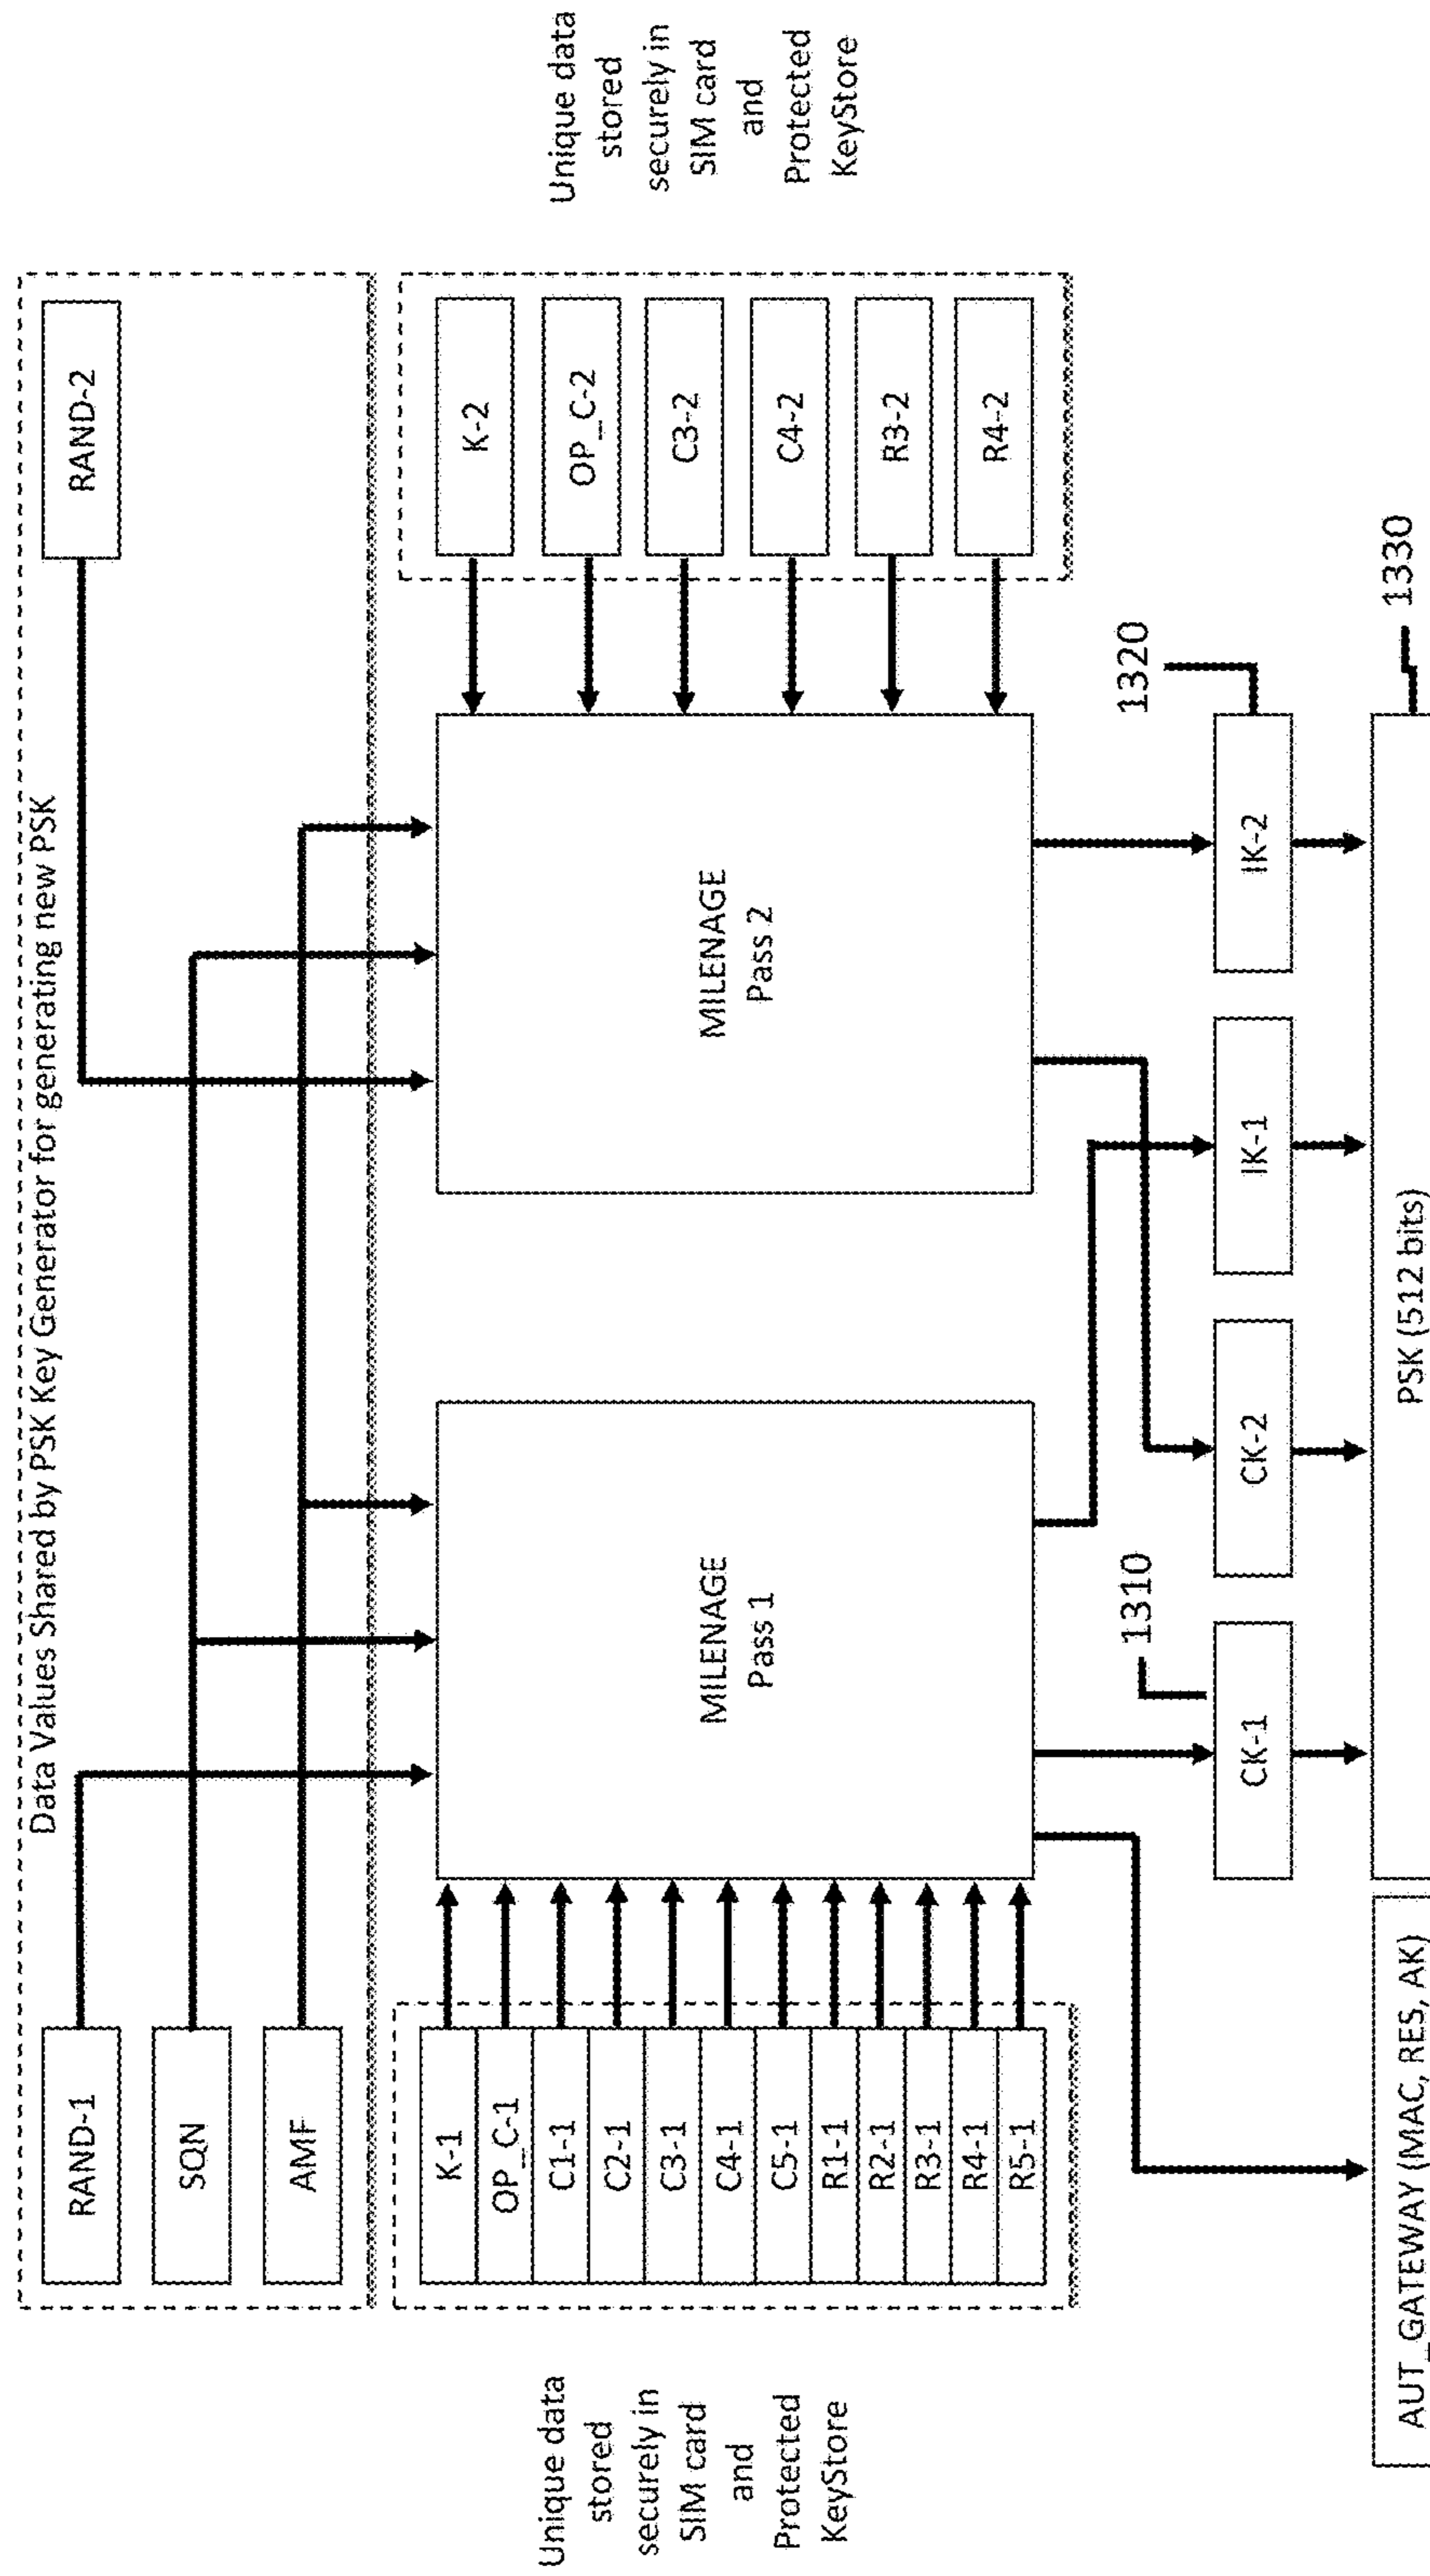 Data Values Shared by PSK Key Generator for generating new PSK
RAND-1
RAND-2
SQN
AMF
Unique data
stored
securely in
SIM card
and
Protected
KeyStore
K-1
OP_C-1
C1-1
C2-1
C3-1
C4-1
C5-1
R1-1
R2-1
R3-1
R4-1
R5-1
MILENAGE
Pass 1
MILENAGE
Pass 2
K-2
OP_C-2
C3-2
C4-2
R3-2
R4-2
Unique data
stored
securely in
SIM card
and
Protected
KeyStore
1310
1320
CK-1
CK-2
IK-1
IK-2
1330
AUT_GATEWAY (MAC, RES, AK)
PSK (512 bits)